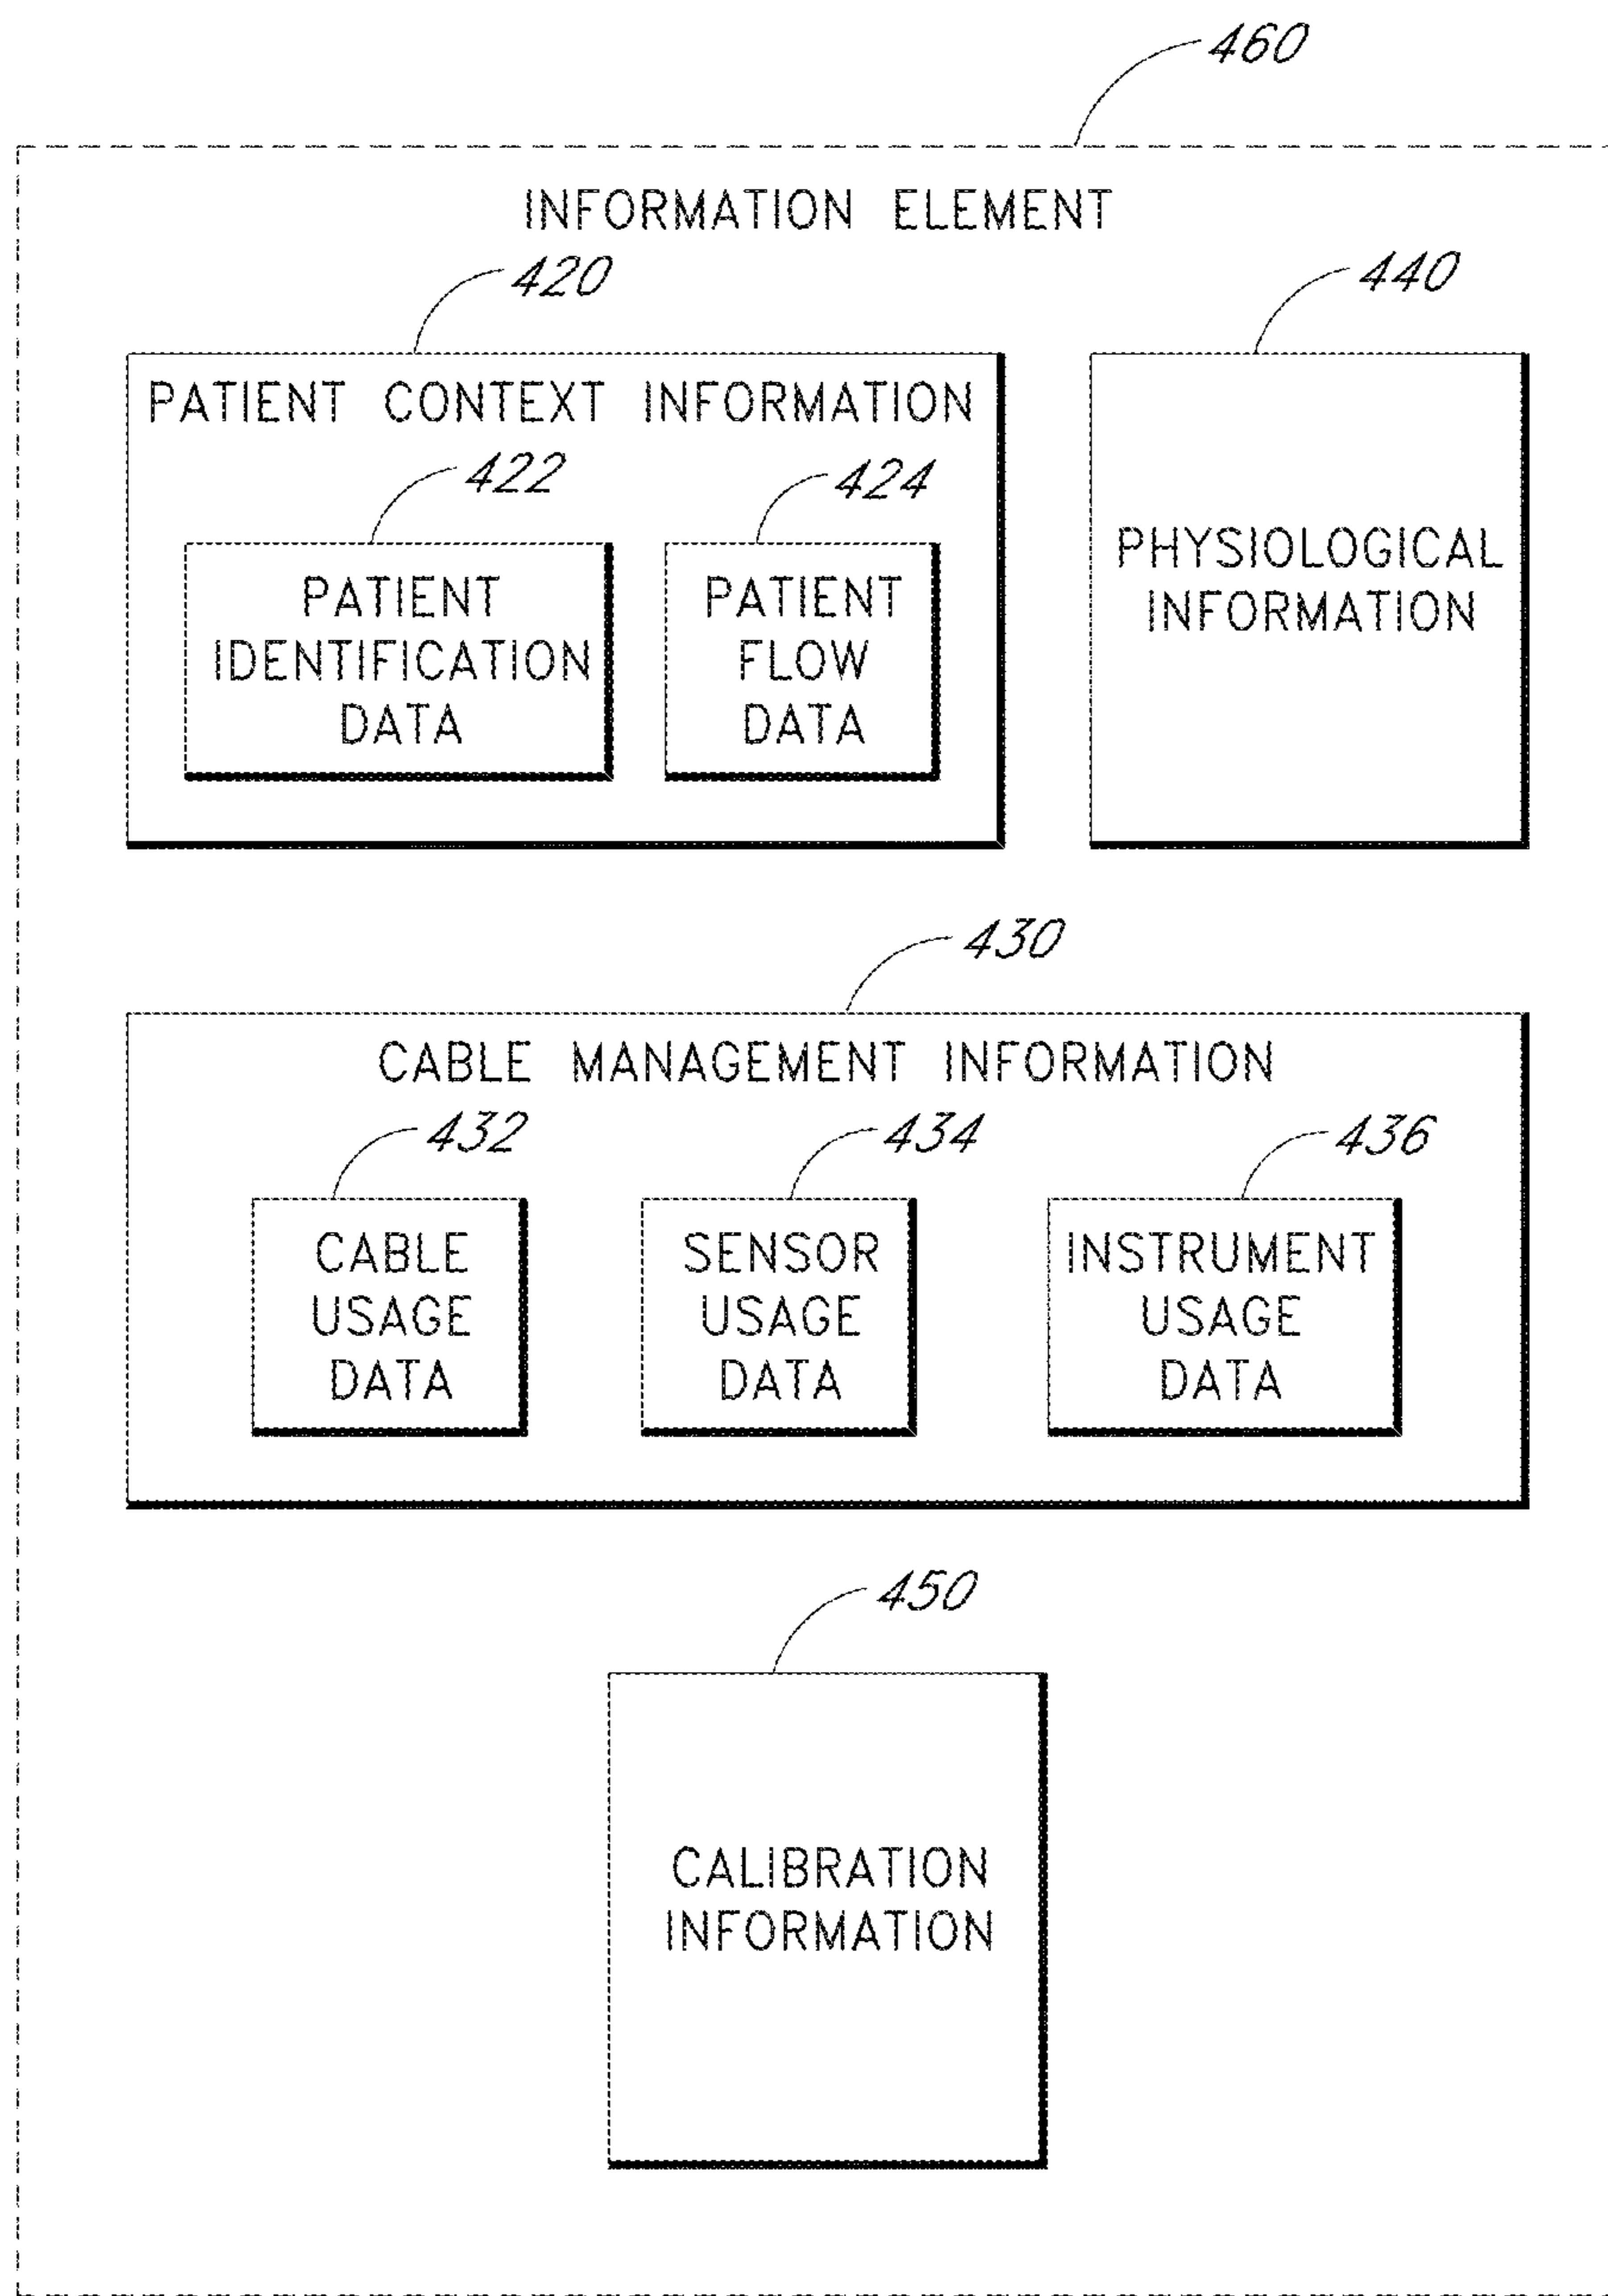 460
INFORMATION ELEMENT
420
440
PATIENT CONTEXT INFORMATION
422
424
PATIENT
IDENTIFICATION
DATA
PATIENT
FLOW
DATA
PHYSIOLOGICAL
INFORMATION
430
CABLE MANAGEMENT INFORMATION
432
434
436
CABLE
USAGE
DATA
SENSOR
USAGE
DATA
INSTRUMENT
USAGE
DATA
450
CALIBRATION
INFORMATION